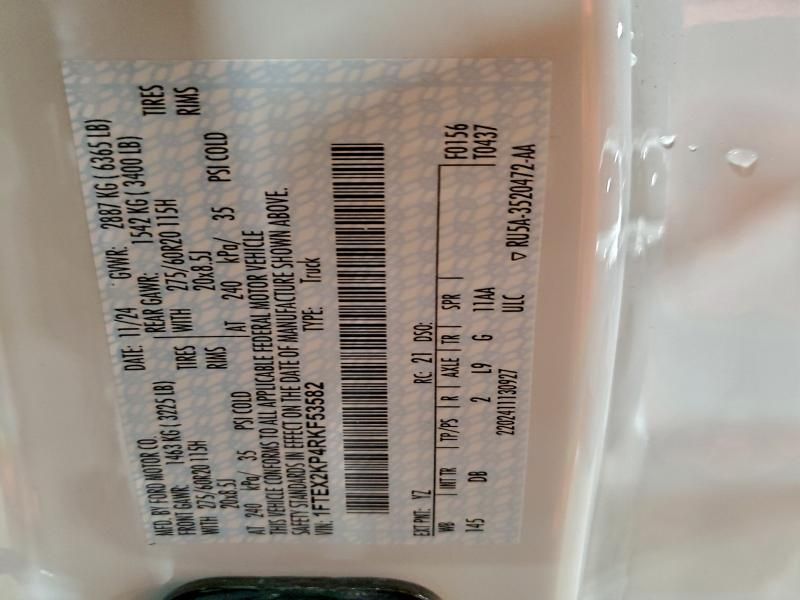 MFD. BY FORD MOTOR CO.
DATE: 11/24 GVWR: 2887 KG ( 6365 LB)
FRONT GAWR: 1463 KG ( 3225 LB) REAR GAWR: 1542 KG ( 3400 LB)
WITH 275/60R20 115H TIRES WITH 275/60R20 115H TIRES
20x8.5J RIMS 20x8.5J RIMS
AT 240 kPa/ 35 PSI COLD AT 240 kPa/ 35 PSI COLD
THIS VEHICLE CONFORMS TO ALL APPLICABLE FEDERAL MOTOR VEHICLE
SAFETY STANDARDS IN EFFECT ON THE DATE OF MANUFACTURE SHOWN ABOVE.
VIN: 1FTEX2KP4RKF53582 TYPE: Truck
F0156
EXT PNT: YZ RC: 21 DSO: T0437
WB INT TR TP/PS R AXLE TR SPR
145 DB 2 L9 G 11AA
2202411130927 ULC ▽ RU5A-3520472-AA